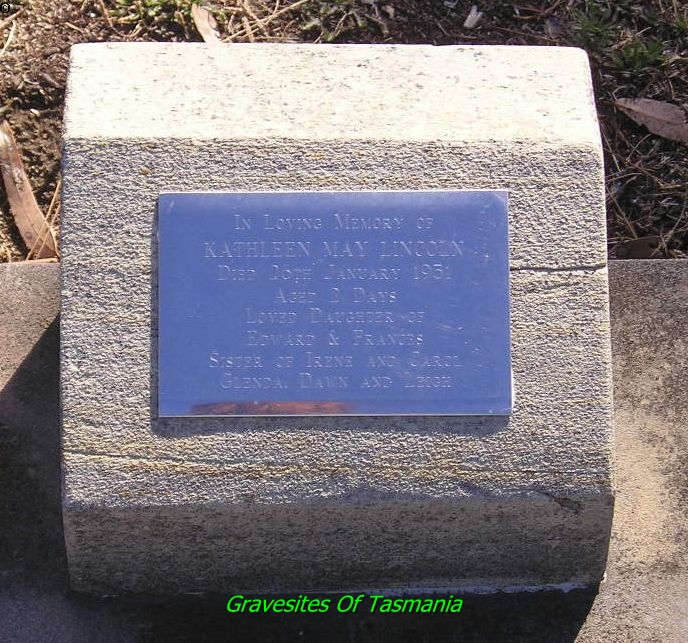 In Loving Memory of
KATHLEEN MAY LINCOLN
Died 26th January 1951
Aged 2 Days
Loved Daughter of
Edward & Frances
Sister of Irene and Carol
Glenda, Dawn and Leigh
Gravesites Of Tasmania